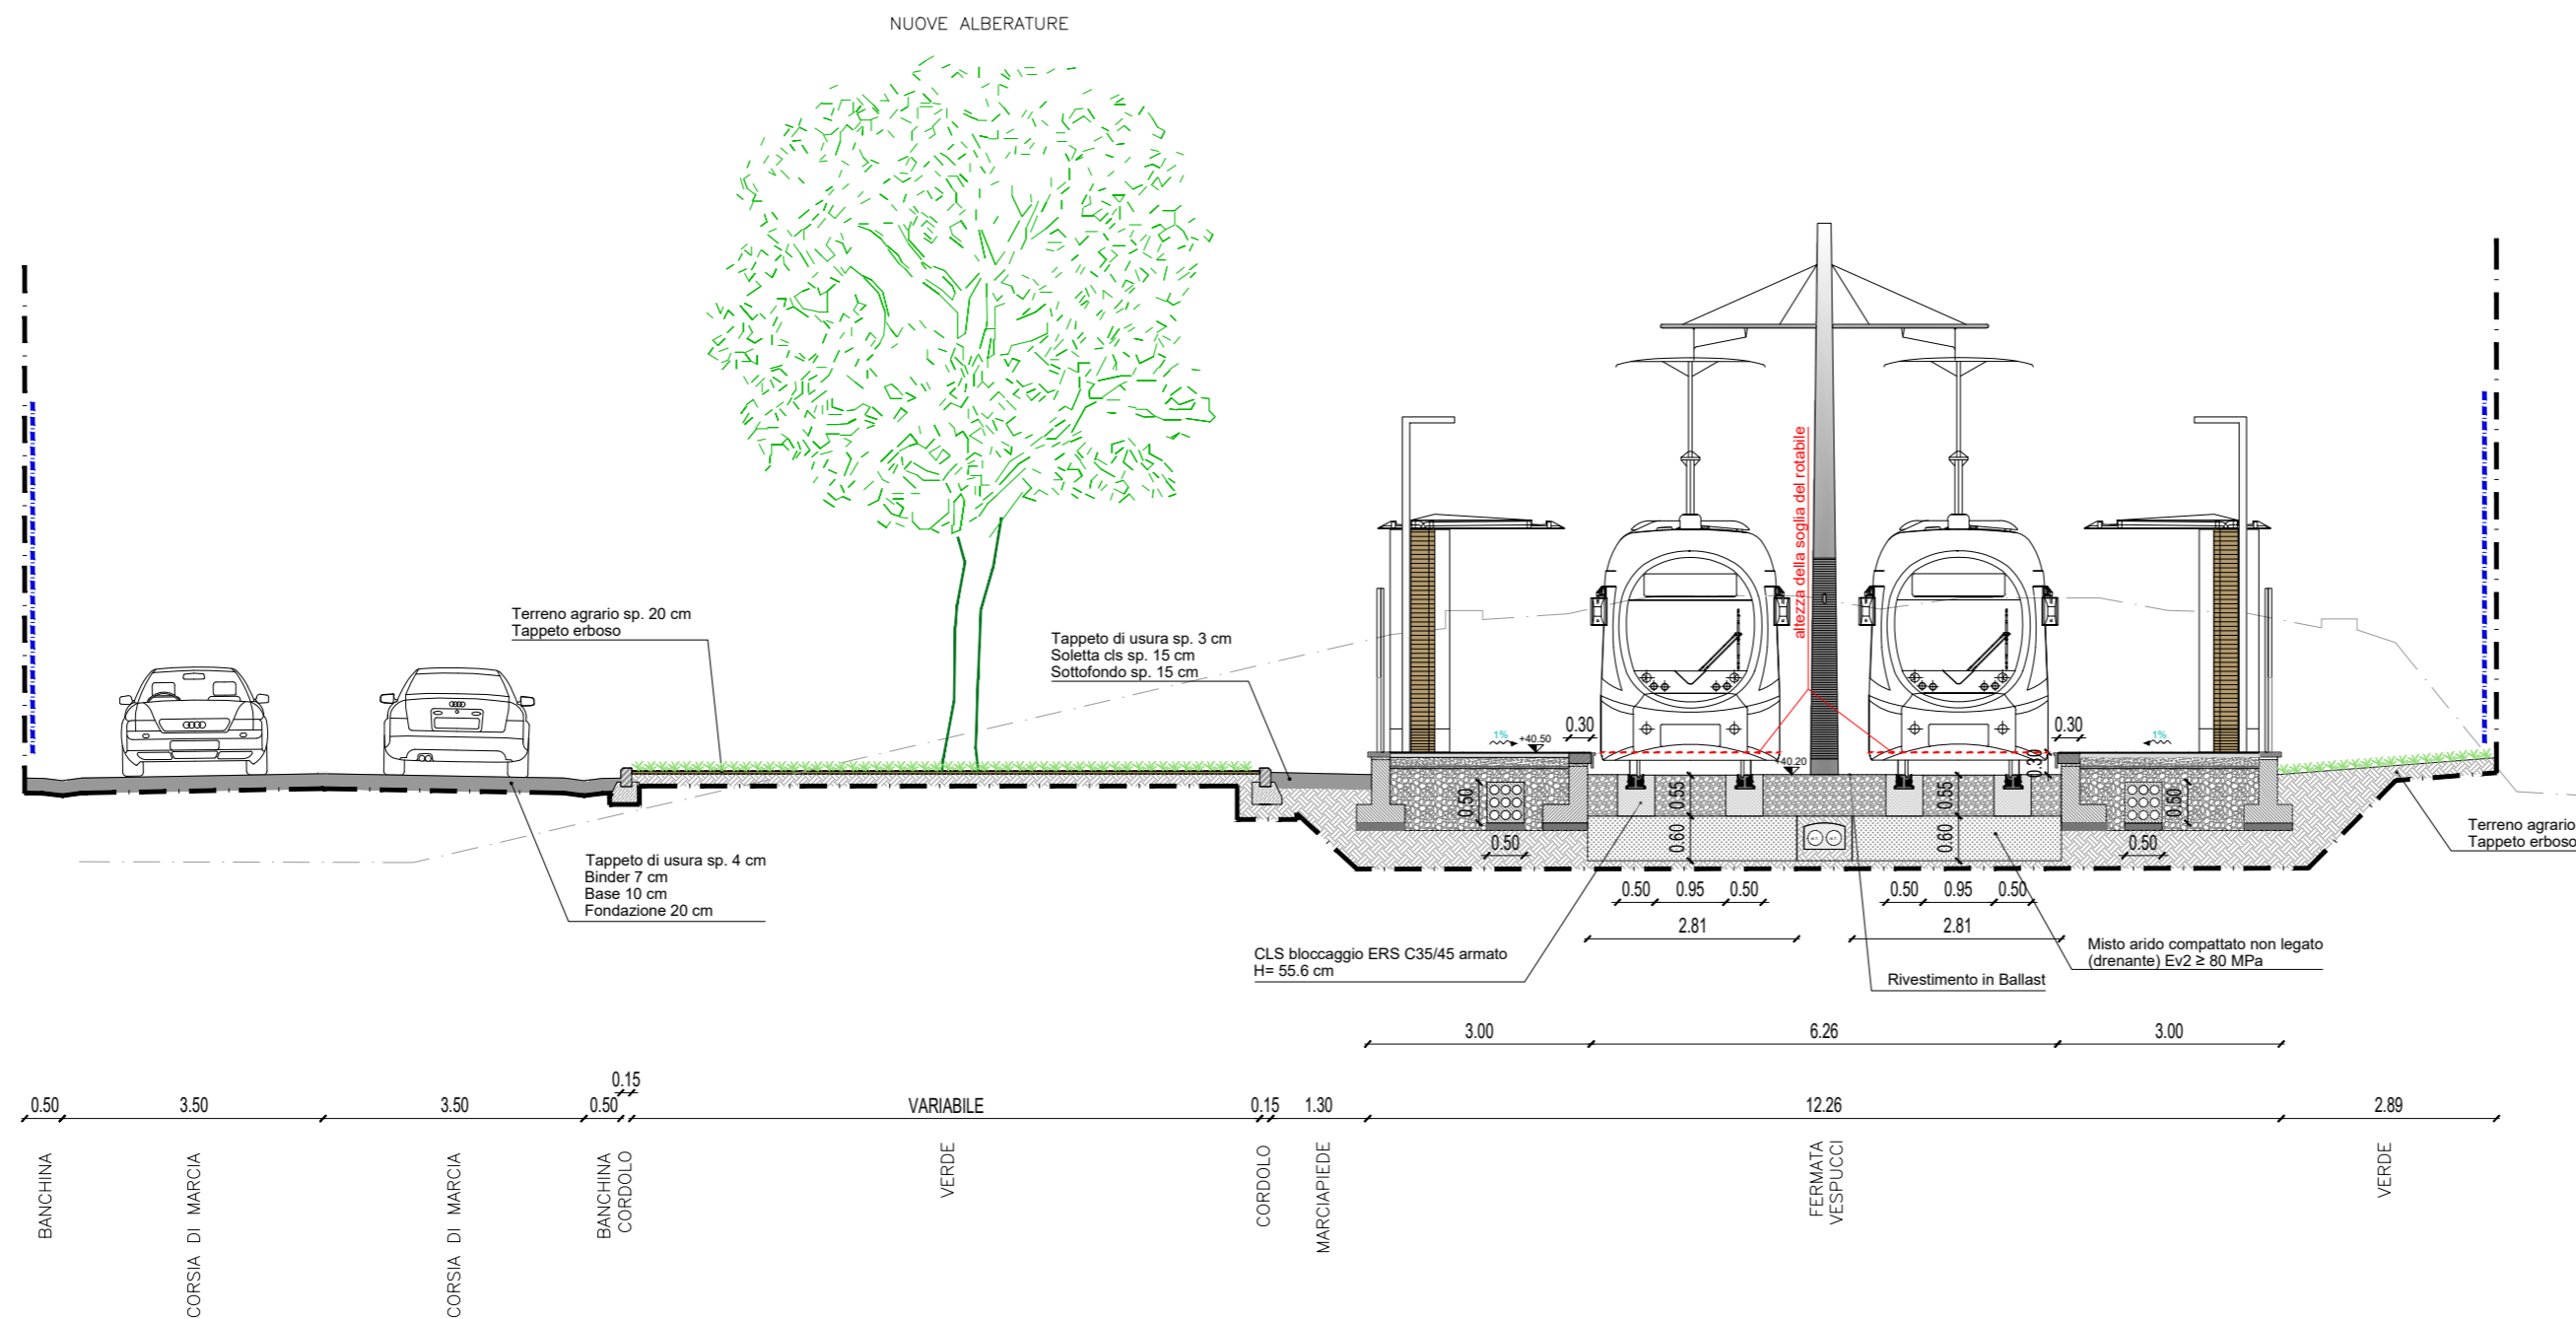 NUOVE ALBERATURE
altezza della soglia del rotabile
Terreno agrario sp. 20 cm
Tappeto erboso
Tappeto di usura sp. 3 cm
Soletta cls sp. 15 cm
Sottofondo sp. 15 cm
0.30
0.30
1%
+40.50
1%
+40.20
0.30
0.50
0.55
0.55
0.50
0.60
0.60
0.50
0.50
Terreno agrario
Tappeto erboso
Tappeto di usura sp. 4 cm
Binder 7 cm
Base 10 cm
Fondazione 20 cm
0.50
0.95
0.50
0.50
0.95
0.50
2.81
2.81
CLS bloccaggio ERS C35/45 armato
H= 55.6 cm
Misto arido compattato non legato
(drenante) Ev2 ≥ 80 MPa
Rivestimento in Ballast
3.00
6.26
3.00
0.15
0.50
3.50
3.50
0.50
VARIABILE
0.15
1.30
12.26
2.89
BANCHINA
CORSIA DI MARCIA
CORSIA DI MARCIA
BANCHINA
CORDOLO
VERDE
CORDOLO
MARCIAPIEDE
FERMATA
VESPUCCI
VERDE